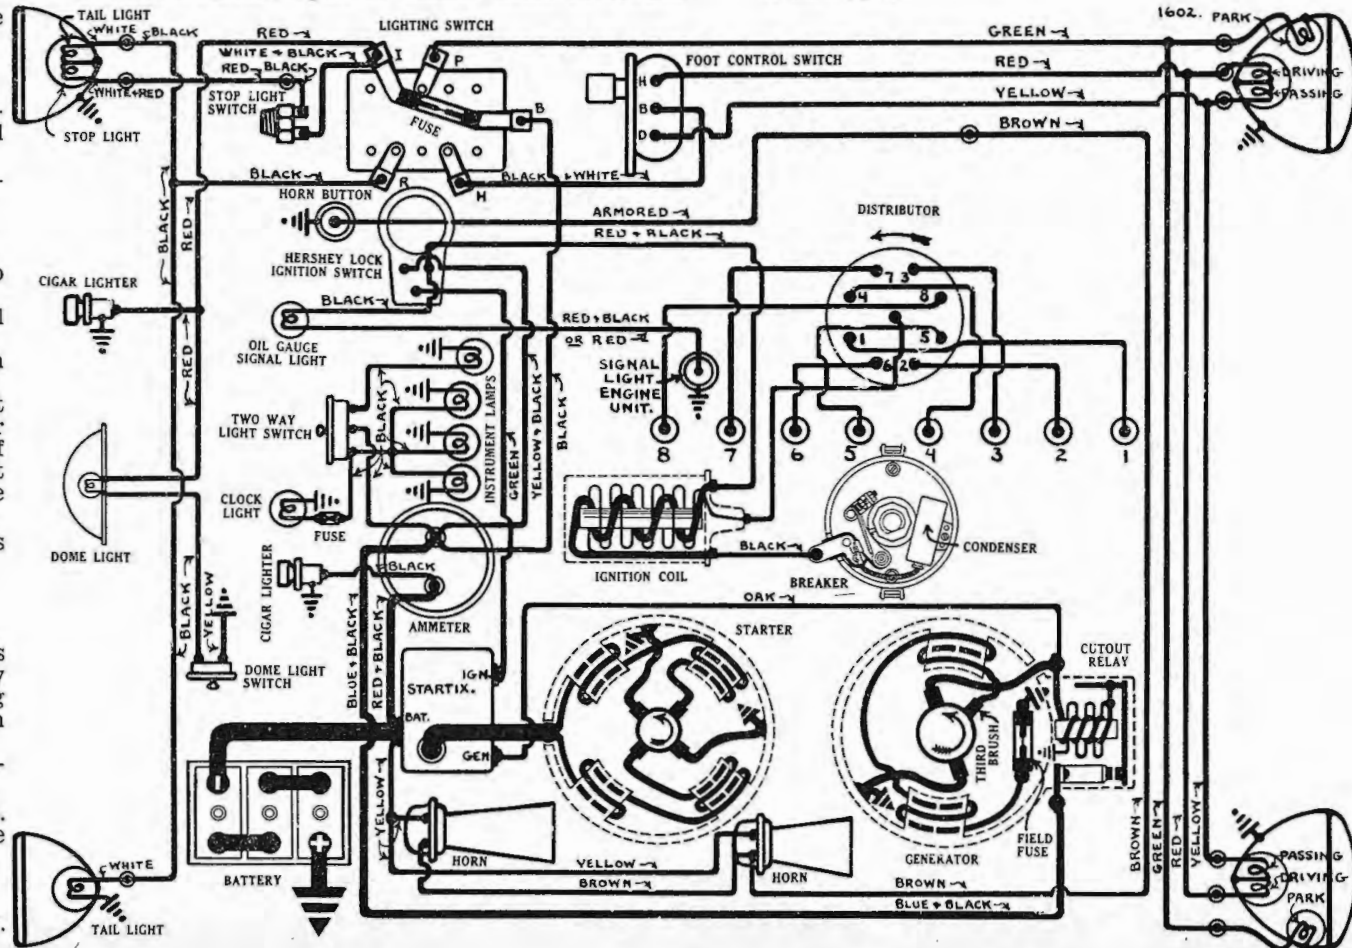 TAIL LIGHT
WHITE
BLACK
WHITE + RED
STOP LIGHT
RED
WHITE + BLACK
RED
BLACK
STOP LIGHT
SWITCH
LIGHTING SWITCH
I
P
B
FUSE
R
H
BLACK
BLACK & WHITE
HORN BUTTON
FOOT CONTROL SWITCH
H
B
D
GREEN
RED
YELLOW
BROWN
1602.
PARK
DRIVING
PASSING
ARMORED
RED + BLACK
HERSHEY LOCK
IGNITION SWITCH
BLACK
RED
CIGAR LIGHTER
RED
BLACK
OIL GAUGE
SIGNAL LIGHT
RED + BLACK
OR RED
SIGNAL
LIGHT
ENGINE
UNIT.
DISTRIBUTOR
7 3
4 8
1 5
6 2
8 7 6 5 4 3 2 1
TWO WAY
LIGHT SWITCH
BLACK
INSTRUMENT LAMPS
GREEN
YELLOW & BLACK
BLACK
CLOCK
LIGHT
FUSE
DOME LIGHT
CIGAR LIGHTER
BLACK
AMMETER
IGNITION COIL
BLACK
BREAKER
CONDENSER
BLACK
YELLOW
DOME LIGHT
SWITCH
BLUE + BLACK
RED + BLACK
STARTIX.
IGN.
BAT.
GEN
OAK
STARTER
THIRD
BRUSH
CUTOUT
RELAY
GENERATOR
FIELD
FUSE
BATTERY
YELLOW
HORN
YELLOW
BROWN
HORN
BROWN
BLUE + BLACK
BROWN
GREEN
RED
YELLOW
PASSING
DRIVING
PARK
WHITE
TAIL LIGHT